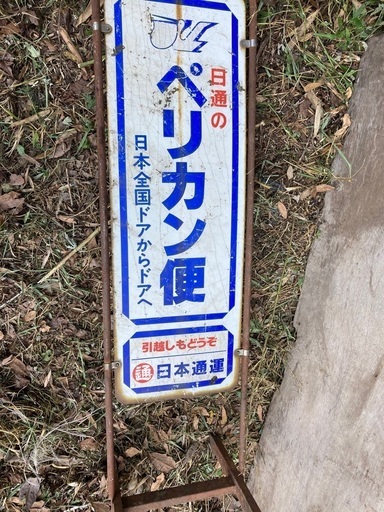 日通の
ペリカン便
日本全国ドアからドアへ
引越しもどうぞ
通 日本通運